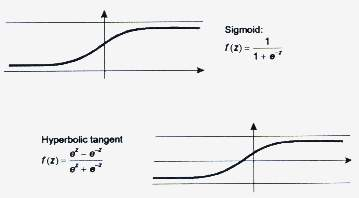 Sigmoid:
f(z) = 1 / (1 + e^-z)
Hyperbolic tangent
f(z) = (e^z − e^-z) / (e^z + e^-z)